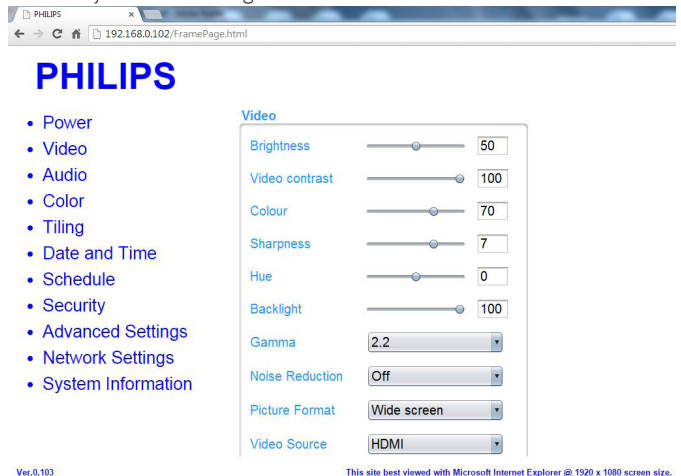 PHILIPS
192.168.0.102/FramePage.html
PHILIPS
• Power
• Video
• Audio
• Color
• Tiling
• Date and Time
• Schedule
• Security
• Advanced Settings
• Network Settings
• System Information
Video
Brightness 50
Video contrast 100
Colour 70
Sharpness 7
Hue 0
Backlight 100
Gamma 2.2
Noise Reduction Off
Picture Format Wide screen
Video Source HDMI
Ver.0.103
This site best viewed with Microsoft Internet Explorer @ 1920 x 1080 screen size.